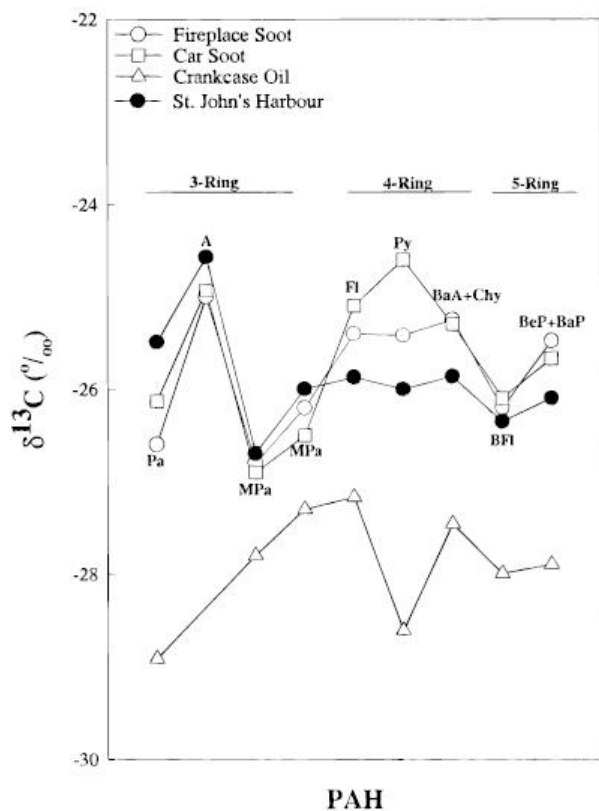 -22
Fireplace Soot
Car Soot
Crankcase Oil
St. John's Harbour
3-Ring
4-Ring
5-Ring
-24
A
Py
Fl
BaA+Chy
BeP+BaP
-26
Pa
MPa
MPa
BFl
-28
-30
δ13C (o/oo)
PAH